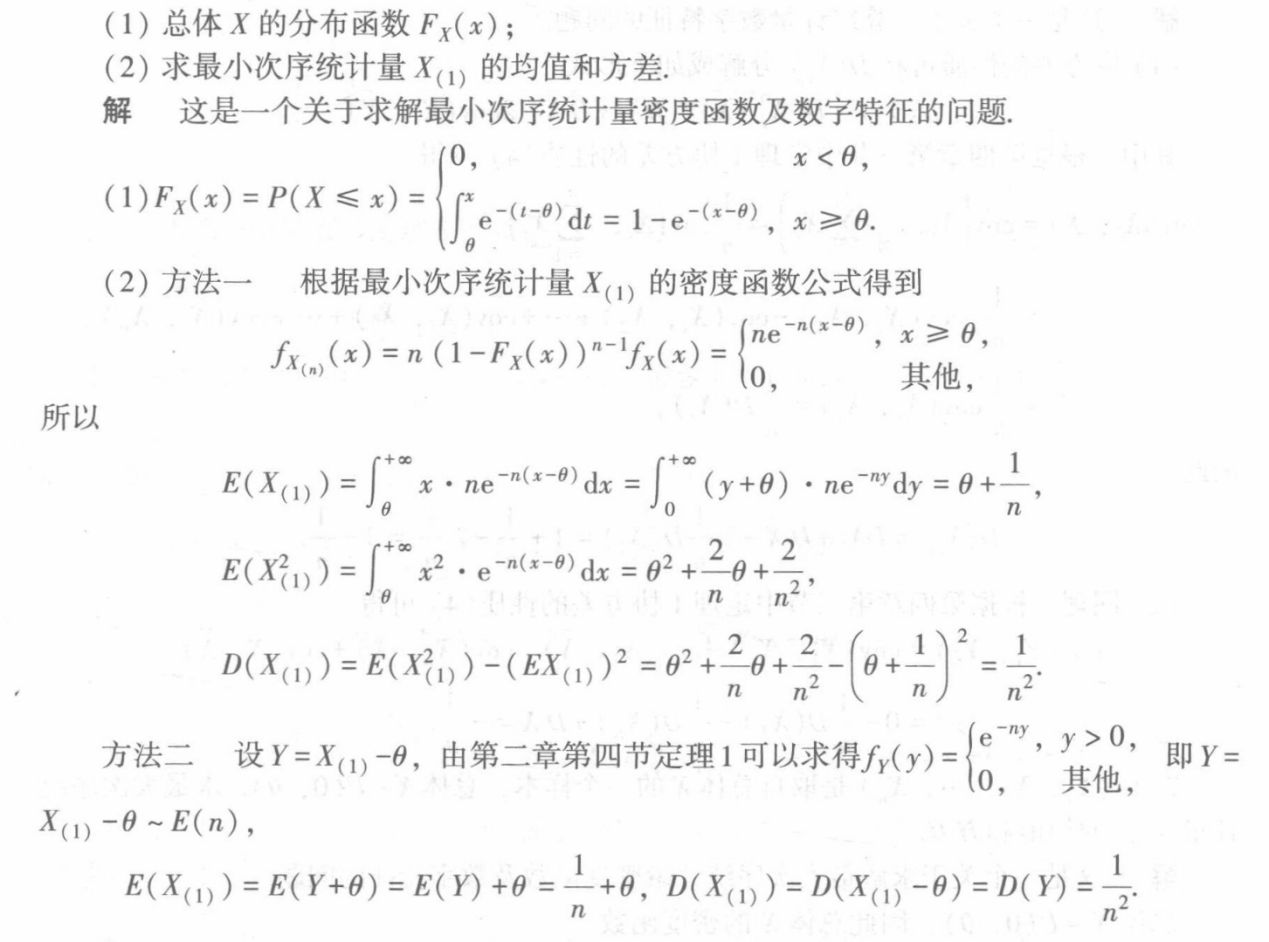 (1) 总体 X 的分布函数 F_X(x)；
(2) 求最小次序统计量 X_{(1)} 的均值和方差.
解 这是一个关于求解最小次序统计量密度函数及数字特征的问题.
(1) F_X(x) = P(X ≤ x) = { 0, x < θ, ∫_θ^x e^{-(t-θ)} dt = 1-e^{-(x-θ)}, x ≥ θ.
(2) 方法一 根据最小次序统计量 X_{(1)} 的密度函数公式得到
f_{X_{(n)}}(x) = n (1-F_X(x))^{n-1} f_X(x) = { ne^{-n(x-θ)}, x ≥ θ, 0, 其他,
所以
E(X_{(1)}) = ∫_θ^{+∞} x · ne^{-n(x-θ)} dx = ∫_0^{+∞} (y+θ) · ne^{-ny} dy = θ + 1/n,
E(X_{(1)}^2) = ∫_θ^{+∞} x^2 · e^{-n(x-θ)} dx = θ^2 + 2/n θ + 2/n^2,
D(X_{(1)}) = E(X_{(1)}^2) - (EX_{(1)})^2 = θ^2 + 2/n θ + 2/n^2 - (θ + 1/n)^2 = 1/n^2.
方法二 设 Y = X_{(1)} - θ, 由第二章第四节定理 1 可以求得 f_Y(y) = { e^{-ny}, y > 0, 0, 其他, 即 Y =
X_{(1)} - θ ~ E(n),
E(X_{(1)}) = E(Y+θ) = E(Y) + θ = 1/n + θ, D(X_{(1)}) = D(X_{(1)} - θ) = D(Y) = 1/n^2.